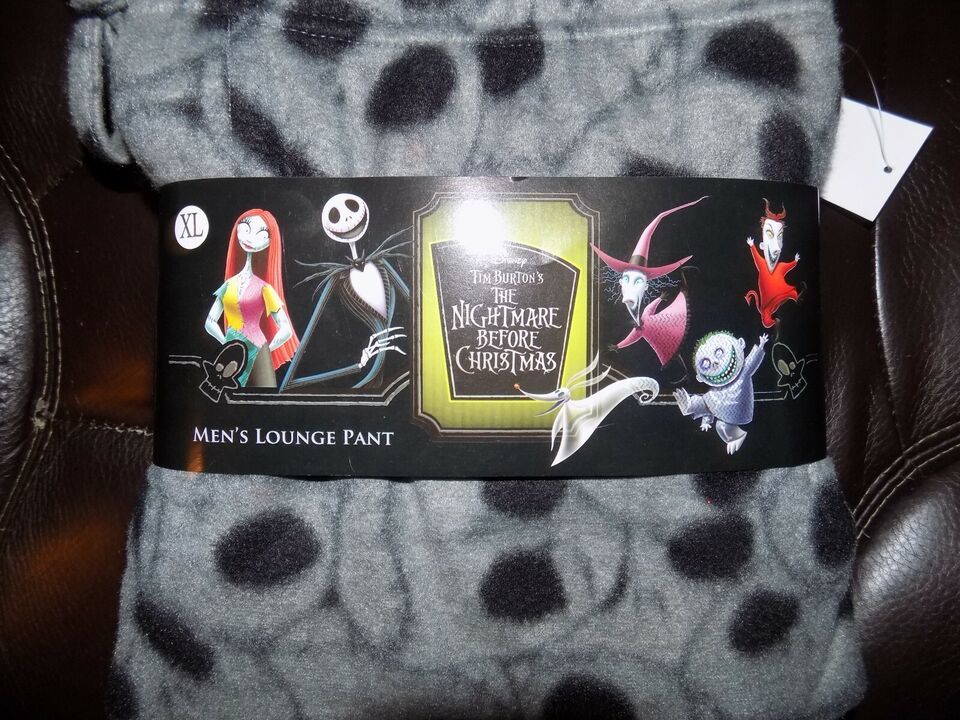 XL
Disney
TIM BURTON'S
THE
NIGHTMARE
BEFORE
CHRISTMAS
MEN'S LOUNGE PANT